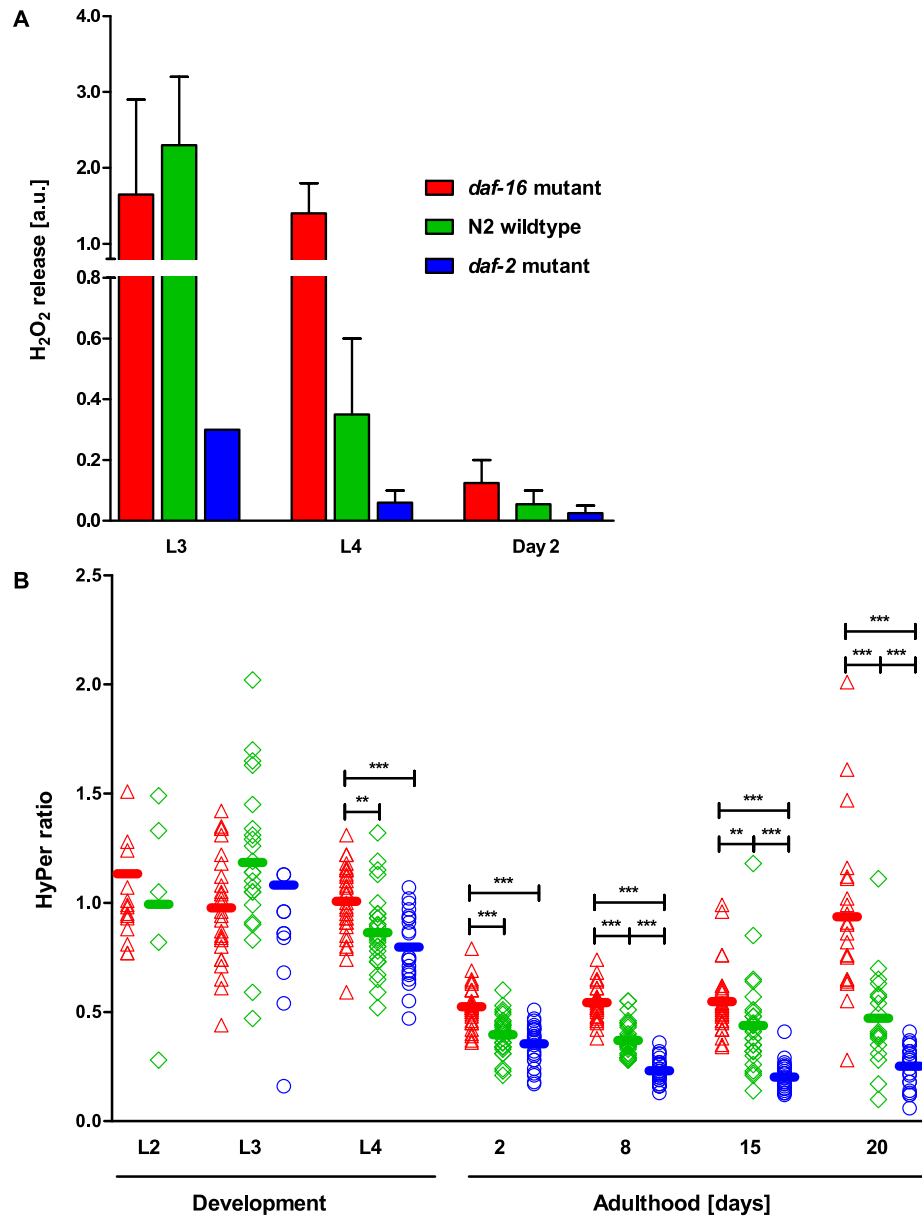 A
4.0
3.0
2.0
1.0
0.8
0.6
0.4
0.2
0.0
H₂O₂ release [a.u.]
daf-16 mutant
N2 wildtype
daf-2 mutant
L3 L4 Day 2
B
2.5
2.0
1.5
1.0
0.5
0.0
HyPer ratio
***
**
***
***
***
*** ***
***
** ***
***
*** ***
L2 L3 L4 2 8 15 20
Development Adulthood [days]